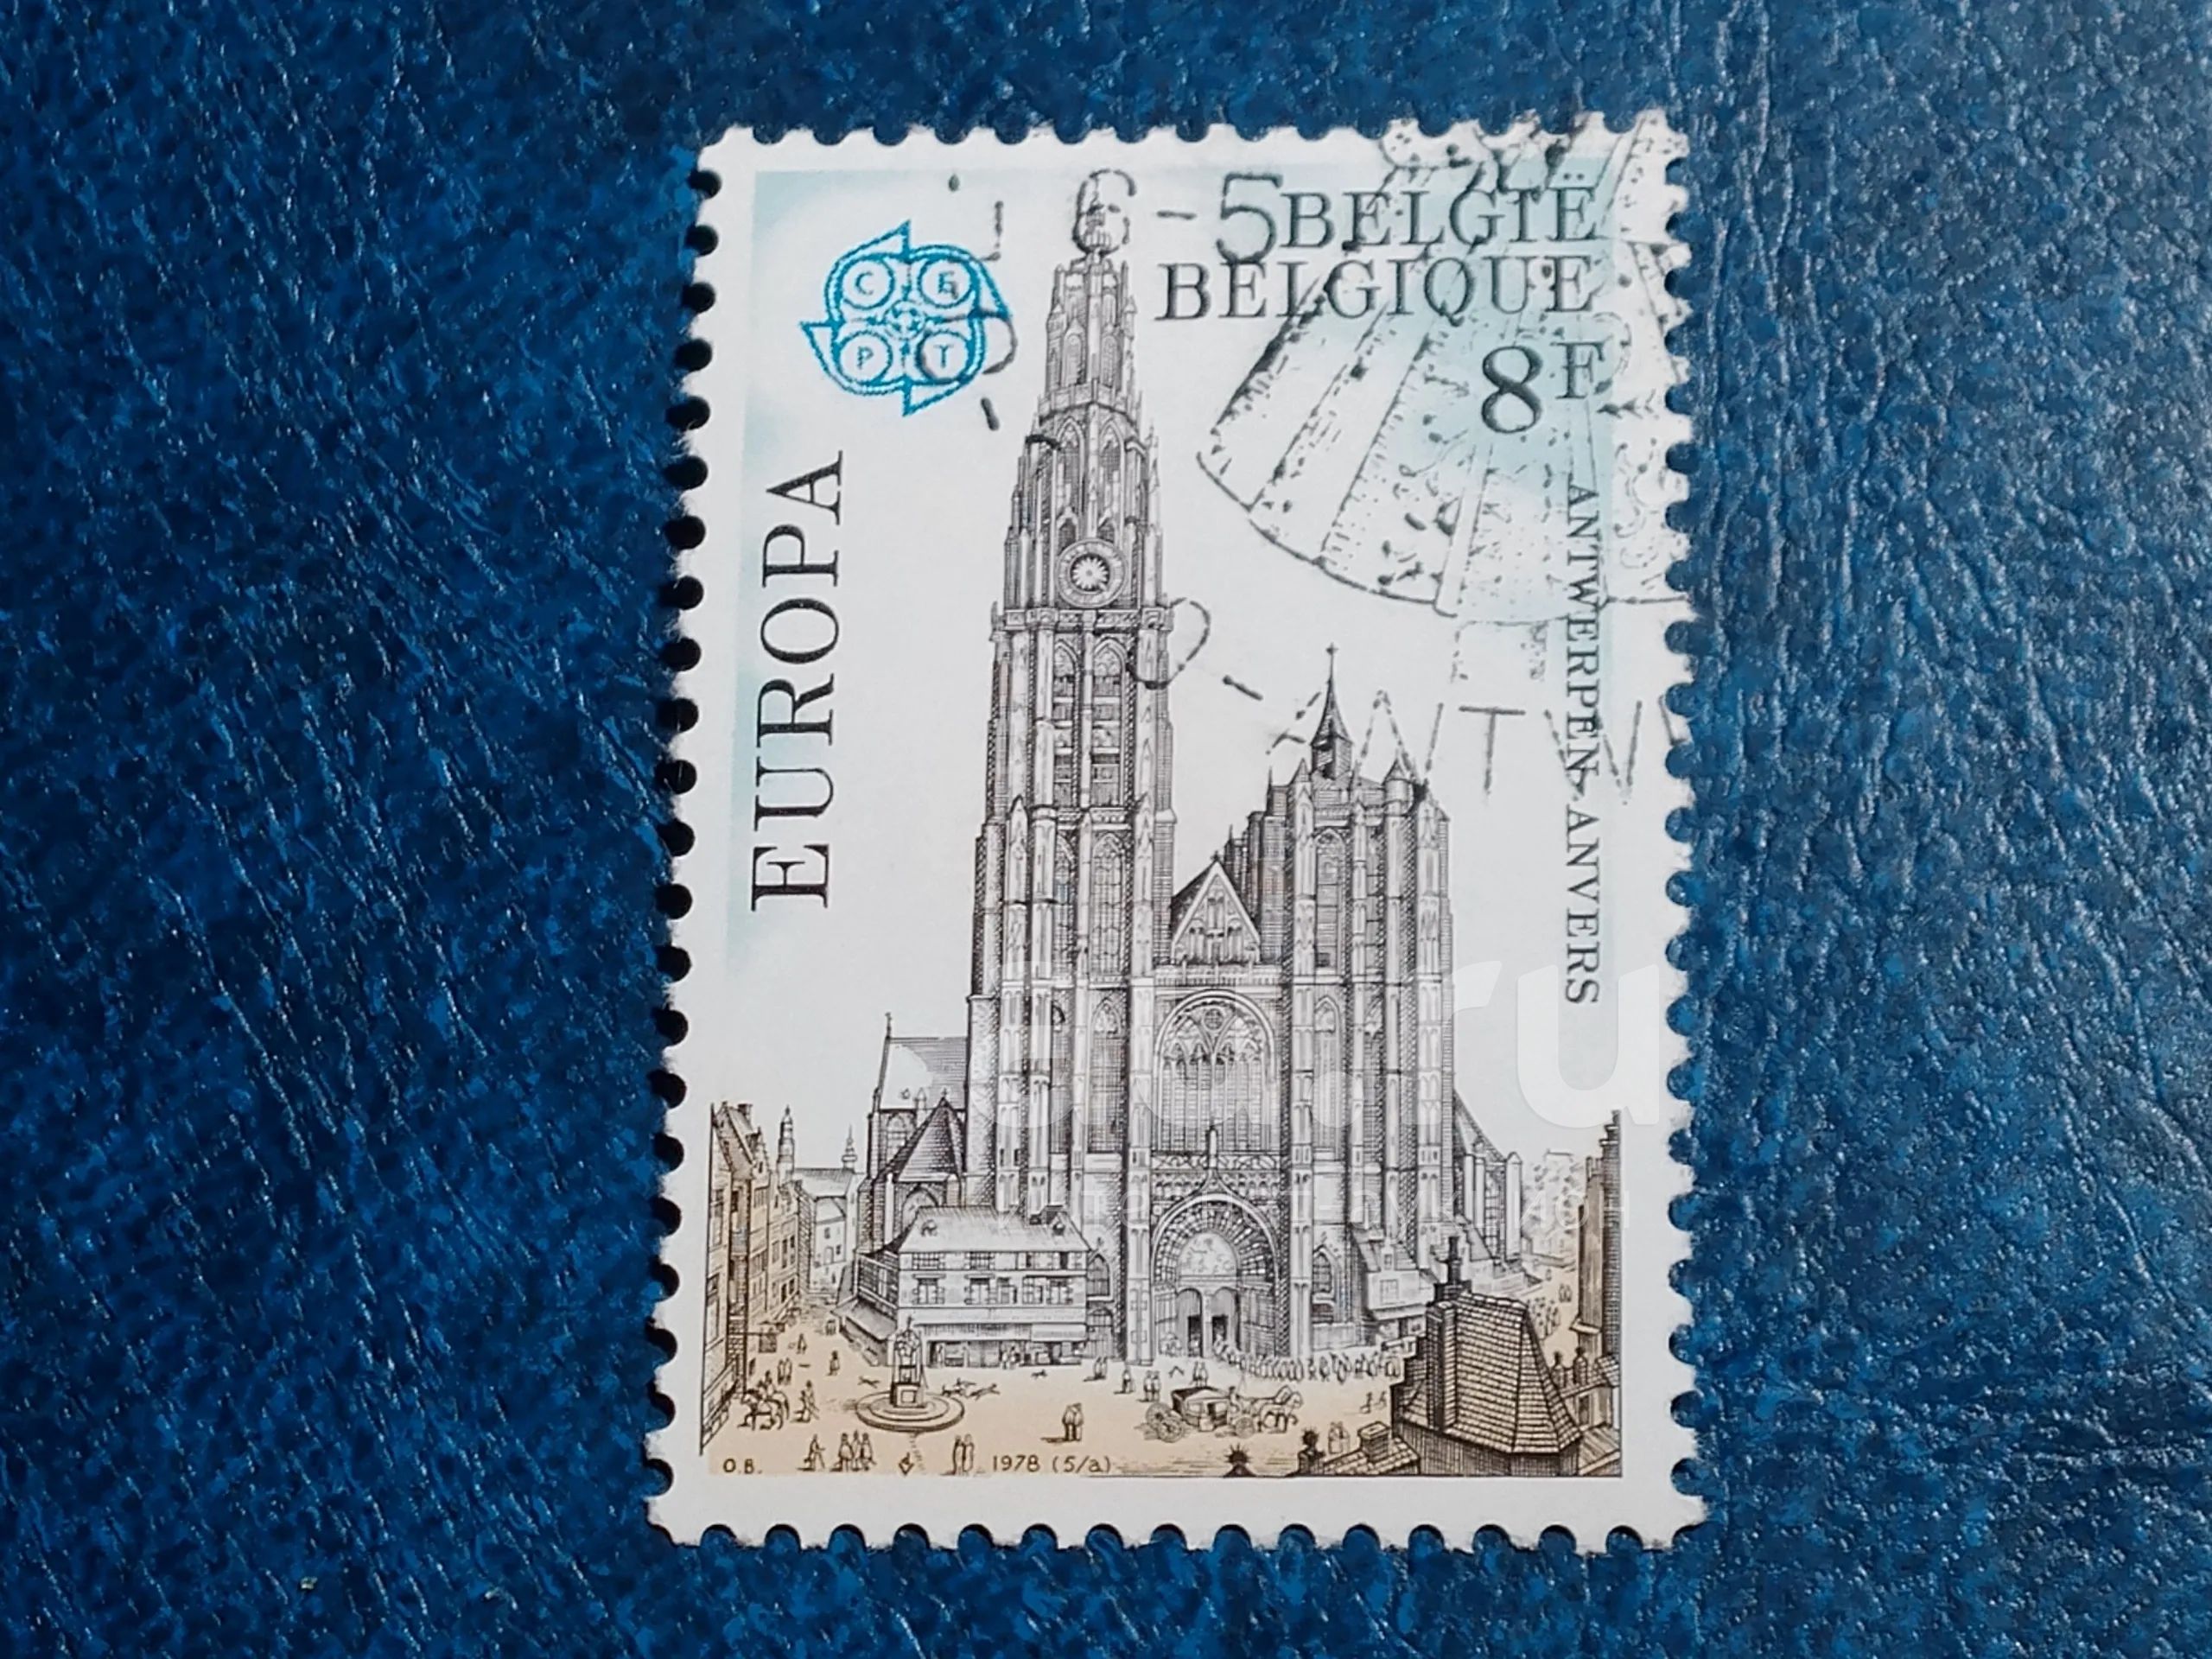 C E
P T
BELGIË
BELGIQUE
8F
EUROPA
ANTWERPEN-ANVERS
O.B.
1978 (5/a)